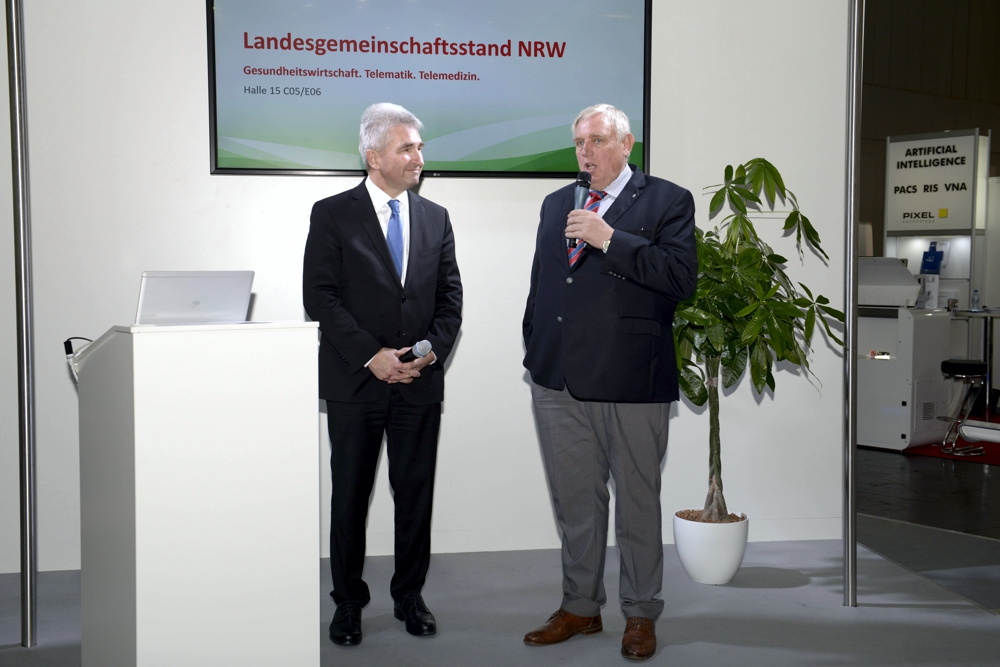 Landesgemeinschaftsstand NRW
Gesundheitswirtschaft. Telematik. Telemedizin.
Halle 15 C05/E06
ARTIFICIAL
INTELLIGENCE
PACS RIS VNA
PIXEL